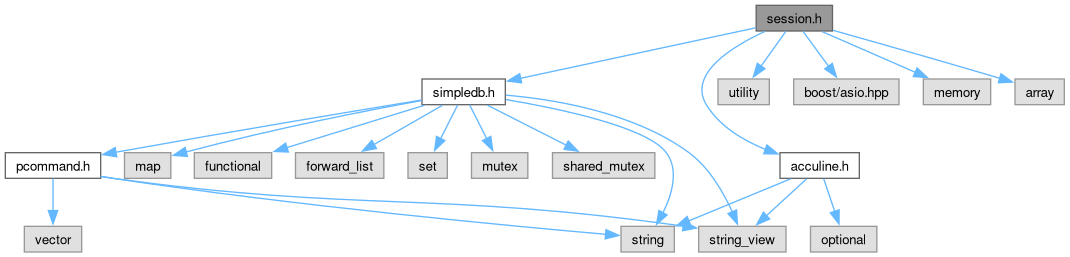 session.h
simpledb.h
utility
boost/asio.hpp
memory
array
pcommand.h
map
functional
forward_list
set
mutex
shared_mutex
acculine.h
vector
string
string_view
optional